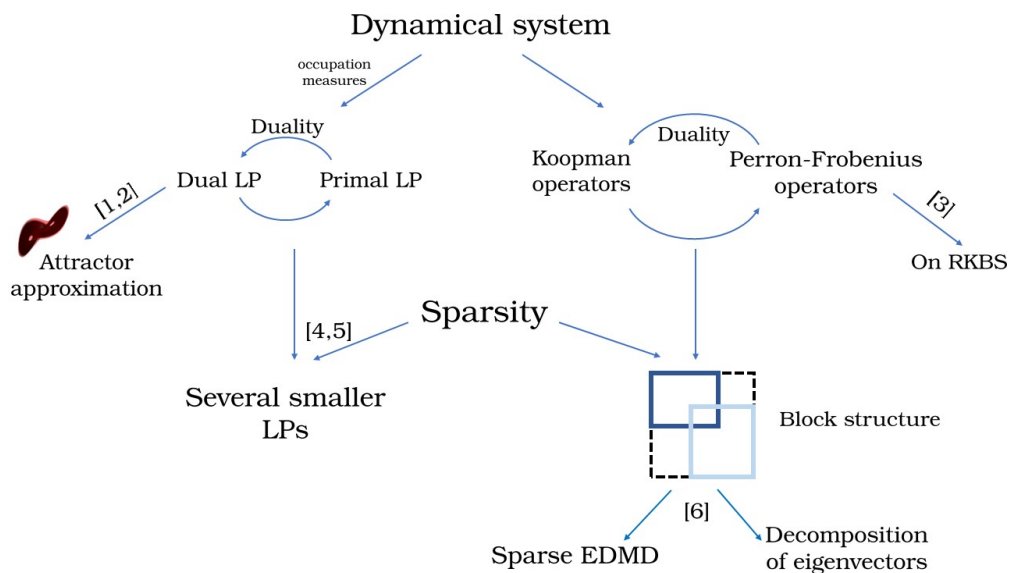 Dynamical system
occupation
measures
Duality
Dual LP
Primal LP
[1,2]
Attractor
approximation
Duality
Koopman
operators
Perron-Frobenius
operators
[3]
On RKBS
Sparsity
[4,5]
Several smaller
LPs
Block structure
[6]
Sparse EDMD
Decomposition
of eigenvectors